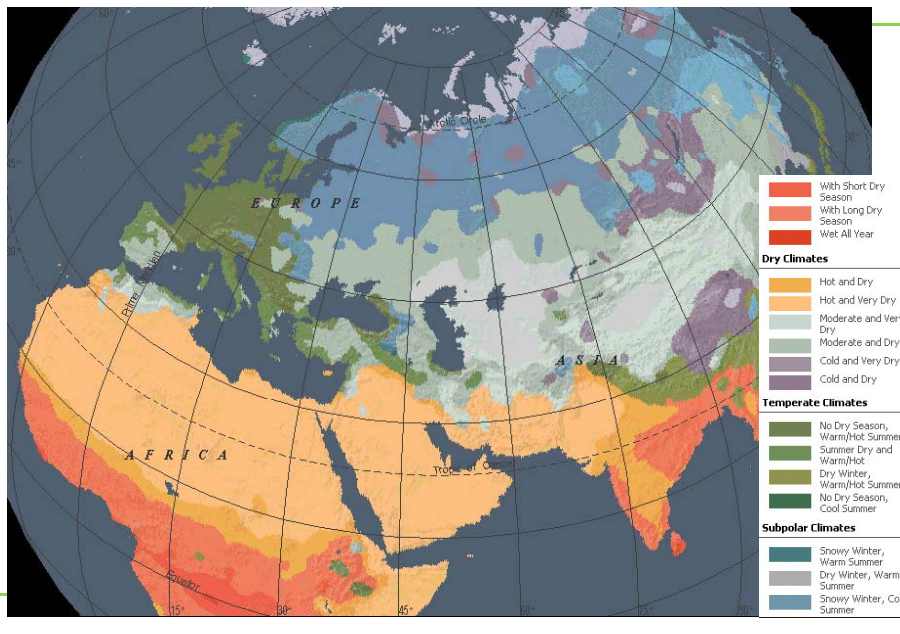 60°
75°
Arctic Circle
45°
EUROPE
30°
Prime Meridian
ASIA
AFRICA
Tropic of Cancer
Equator
15°
30°
45°
60°
75°
90°
With Short Dry
Season
With Long Dry
Season
Wet All Year
Dry Climates
Hot and Dry
Hot and Very Dry
Moderate and Very
Dry
Moderate and Dry
Cold and Very Dry
Cold and Dry
Temperate Climates
No Dry Season,
Warm/Hot Summer
Summer Dry and
Warm/Hot
Dry Winter,
Warm/Hot Summer
No Dry Season,
Cool Summer
Subpolar Climates
Snowy Winter,
Warm Summer
Dry Winter, Warm
Summer
Snowy Winter, Co
Summer